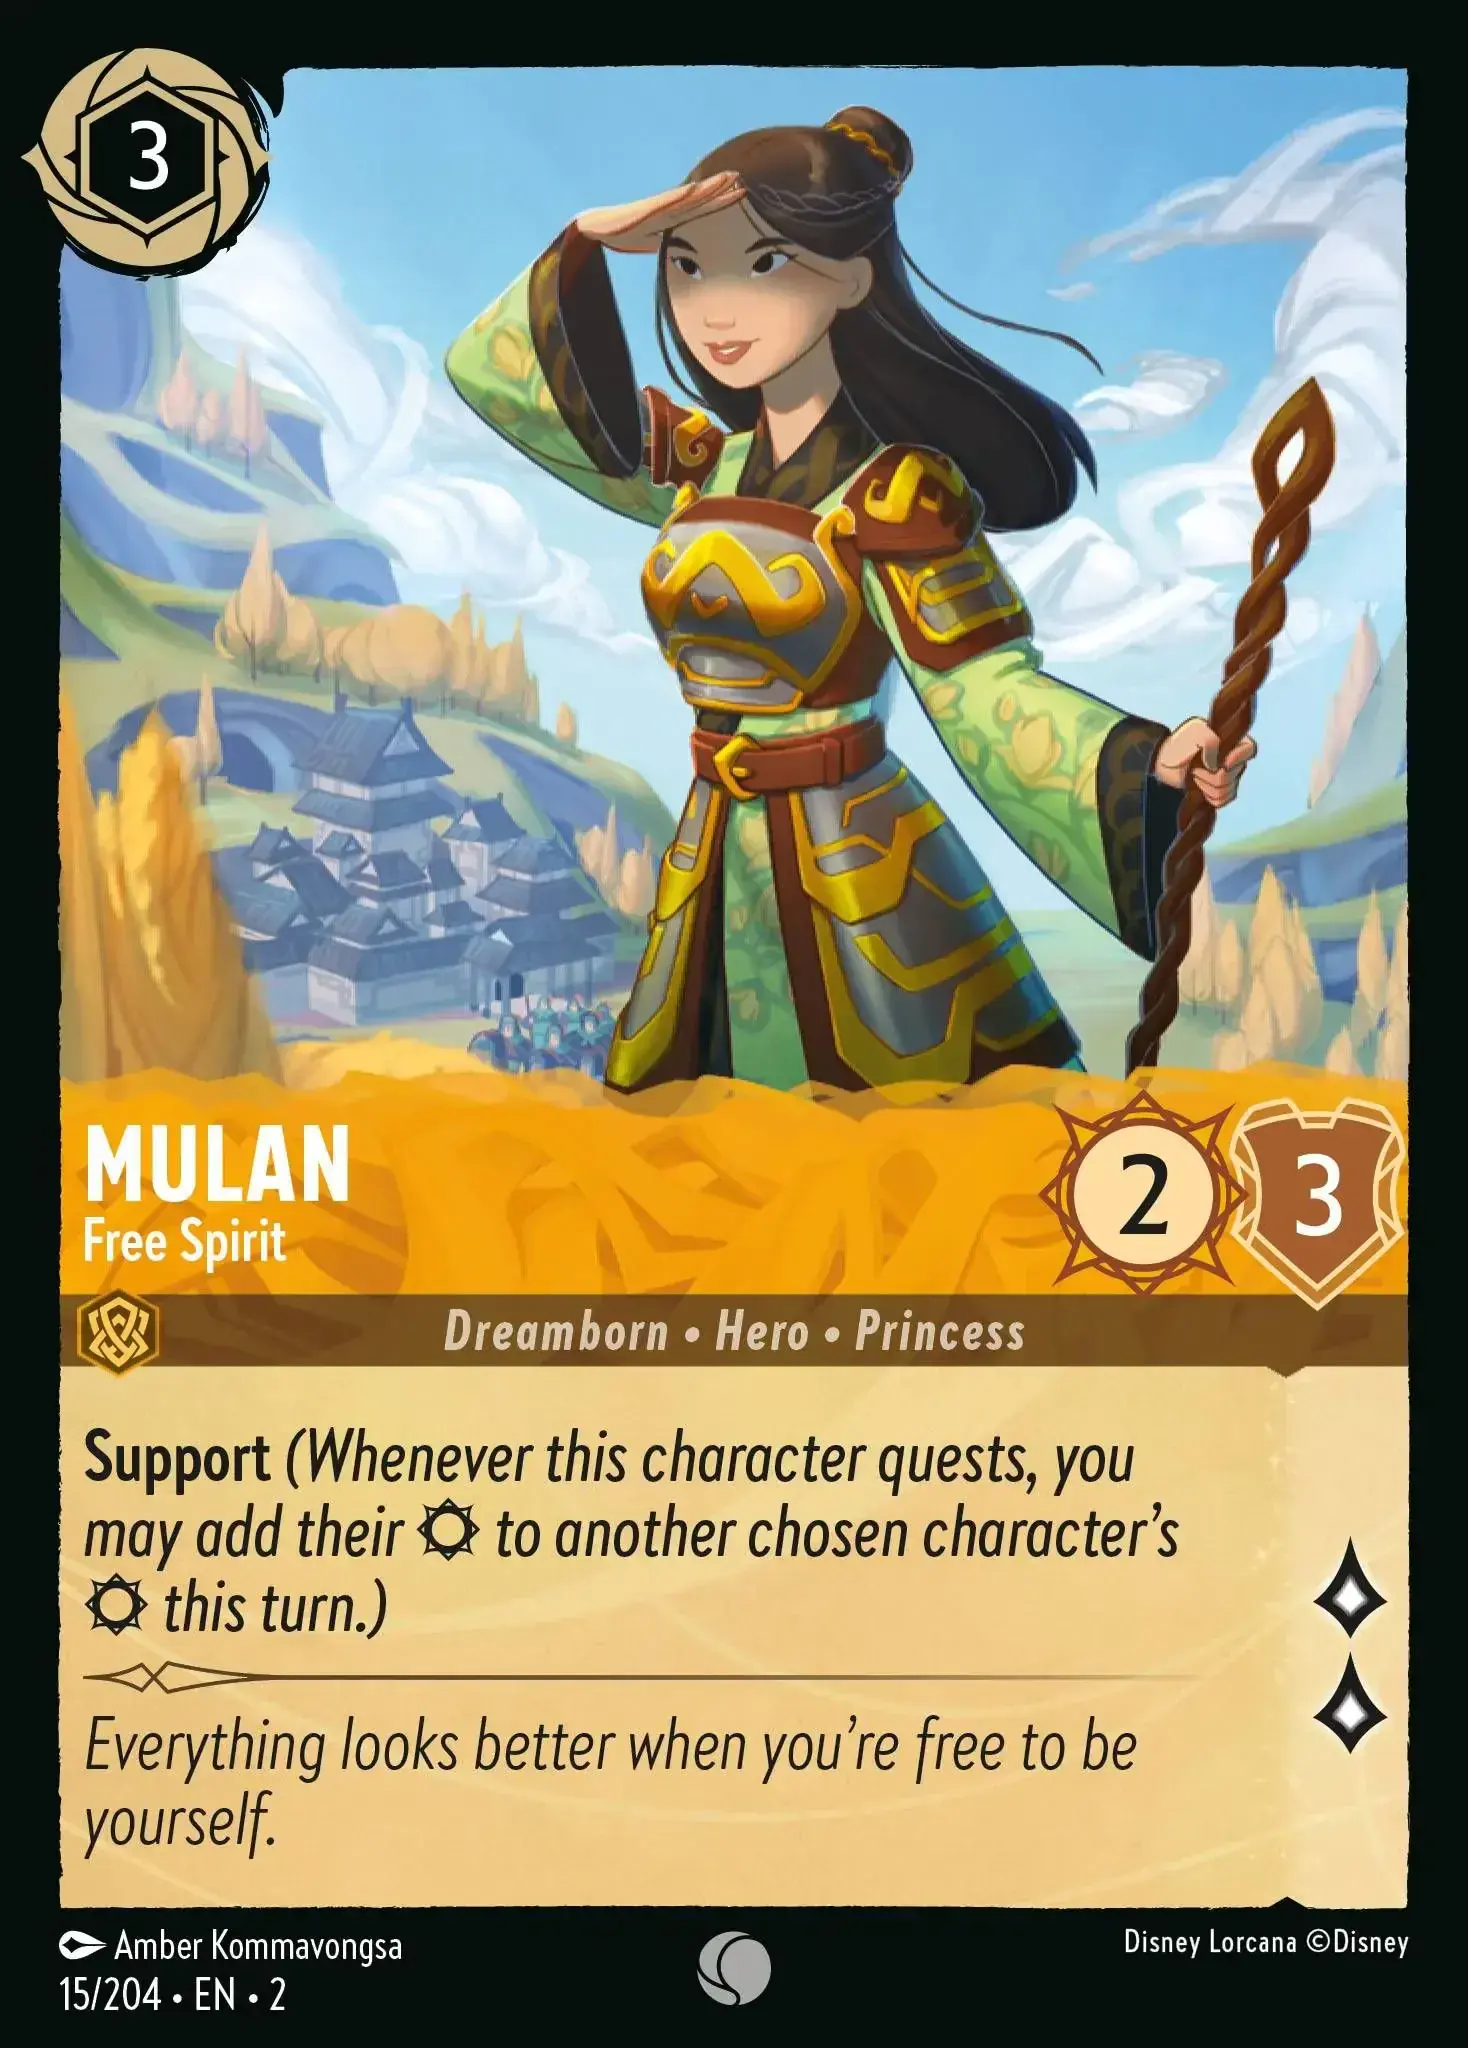 3
MULAN
Free Spirit
2
3
Dreamborn • Hero • Princess
Support (Whenever this character quests, you
may add their to another chosen character's
this turn.)
Everything looks better when you're free to be
yourself.
Amber Kommavongsa
Disney Lorcana ©Disney
15/204 • EN • 2